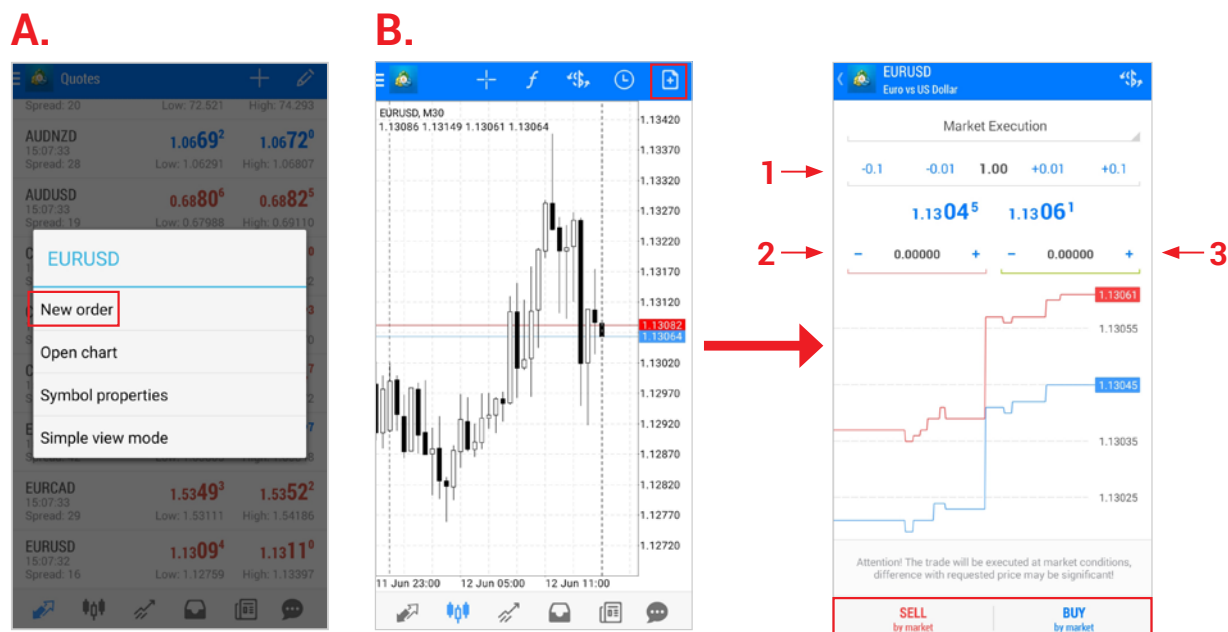 A.
Quotes
Spread: 20 Low: 72.521 High: 74.293
AUDNZD 1.06692 1.06720
15:07:33
Spread: 28 Low: 1.06291 High: 1.06807
AUDUSD 0.68806 0.68825
15:07:33
Spread: 19 Low: 0.67988 High: 0.69110
EURUSD
New order
Open chart
Symbol properties
Simple view mode
EURCAD 1.53493 1.53522
15:07:33
Spread: 29 Low: 1.53111 High: 1.54186
EURUSD 1.13094 1.13110
15:07:32
Spread: 16 Low: 1.12759 High: 1.13397
B.
EURUSD, M30
1.13086 1.13149 1.13061 1.13064
1.13420
1.13370
1.13320
1.13270
1.13220
1.13170
1.13120
1.13082
1.13064
1.13020
1.12970
1.12920
1.12870
1.12820
1.12770
1.12720
11 Jun 23:00 12 Jun 05:00 12 Jun 11:00
EURUSD
Euro vs US Dollar
Market Execution
1 -0.1 -0.01 1.00 +0.01 +0.1
1.13045 1.13061
2 - 0.00000 + - 0.00000 + 3
1.13061
1.13055
1.13045
1.13035
1.13025
Attention! The trade will be executed at market conditions,
difference with requested price may be significant!
SELL BUY
by market by market